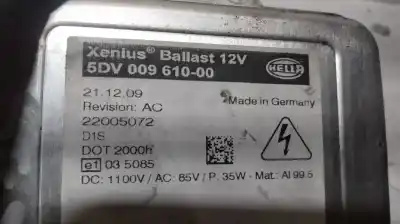 Xenius® Ballast 12V
5DV 009 610-00
HELLA
21.12.09
Revision: AC
Made in Germany
22005072
D1S
DOT 2000h
e1 03 5085
DC: 1100V / AC: 85V / P. 35W - Mat.: Al 99.5